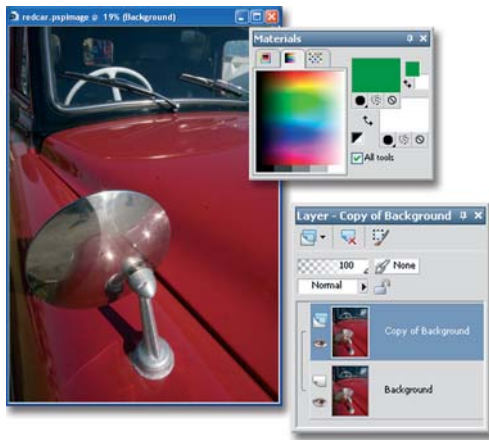 redcar.pspimage @ 19% (Background)
Materials
All tools
Layer - Copy of Background
100
None
Normal
Copy of Background
Background